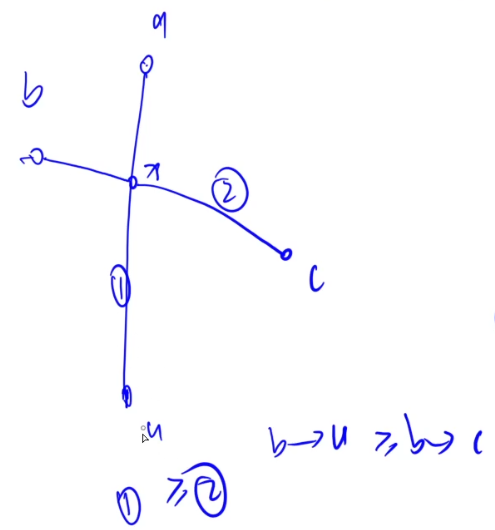 a
b
x
②
①
c
u
b→u ≥ b→c
① ≥ ②